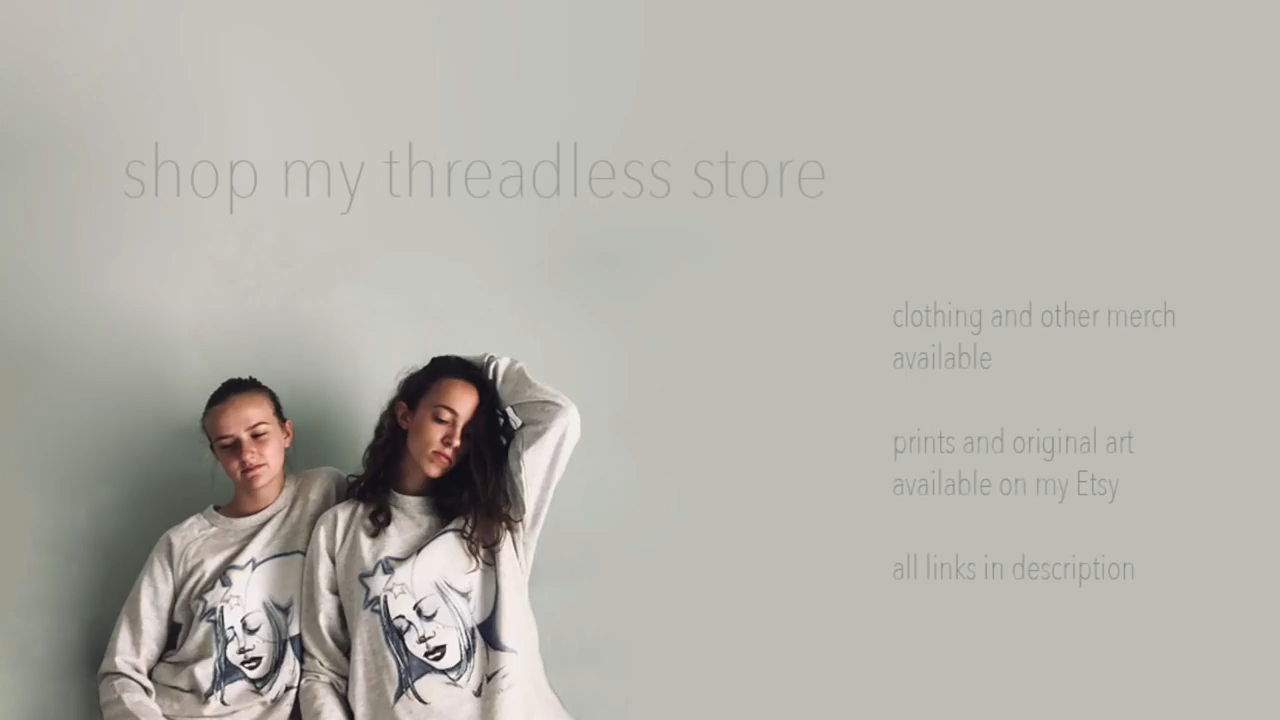 shop my threadless store
clothing and other merch
available
prints and original art
available on my Etsy
all links in description